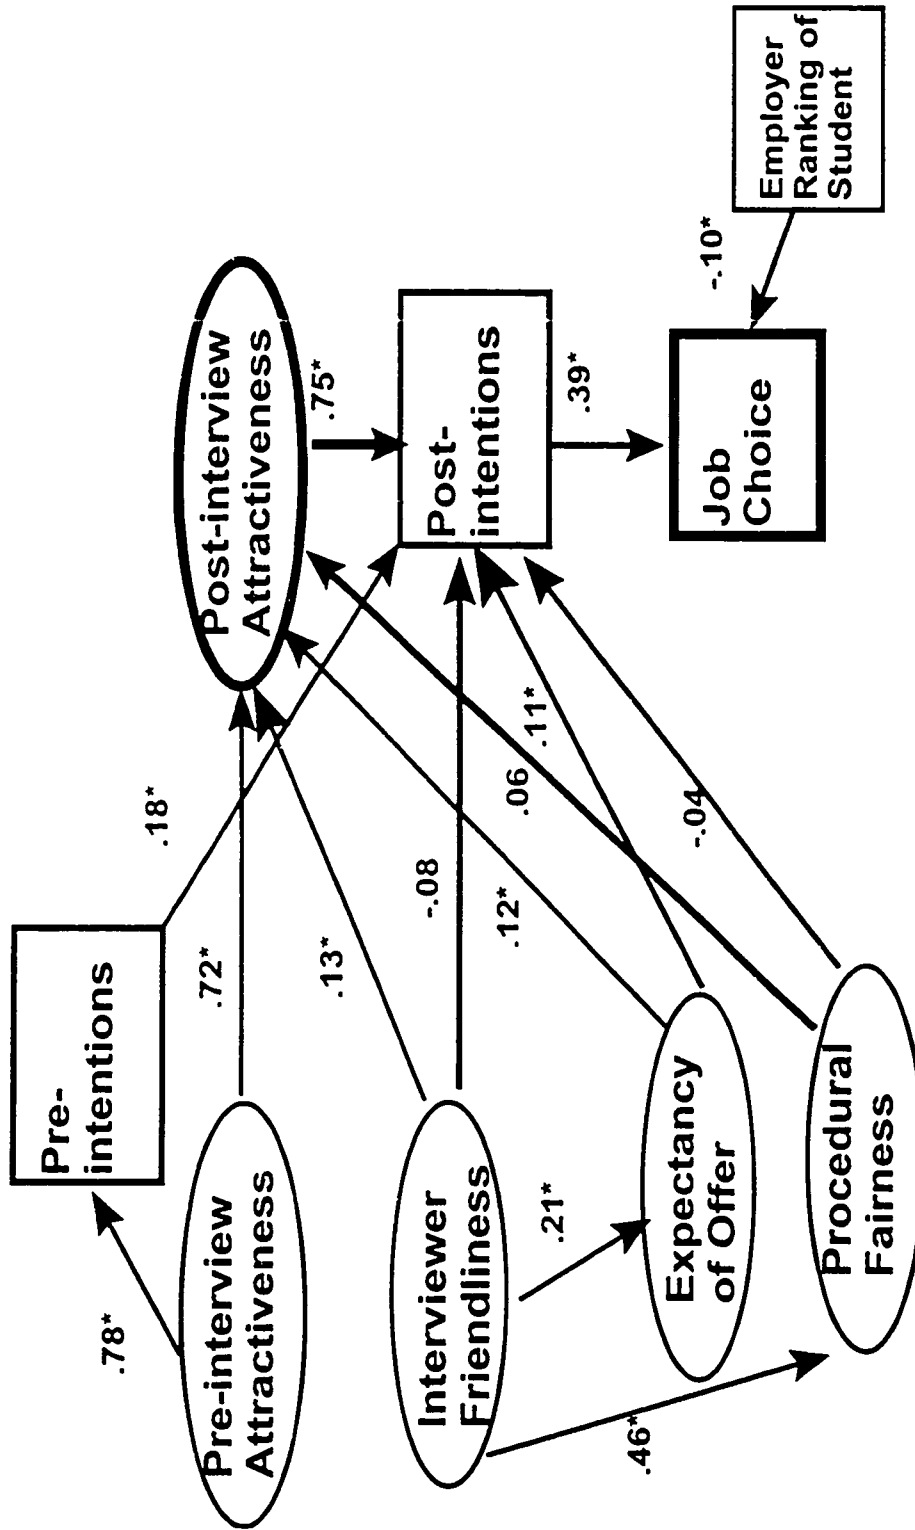 Pre-
intentions
.78*
.18*
Pre-interview
Attractiveness
.72*
Post-interview
Attractiveness
.13*
.75*
Interviewer
Friendliness
-.08
Post-
intentions
.12*
.06
.11*
.21*
.39*
Expectancy
of Offer
.46*
-.04
Job
Choice
-.10*
Procedural
Fairness
Employer
Ranking of
Student